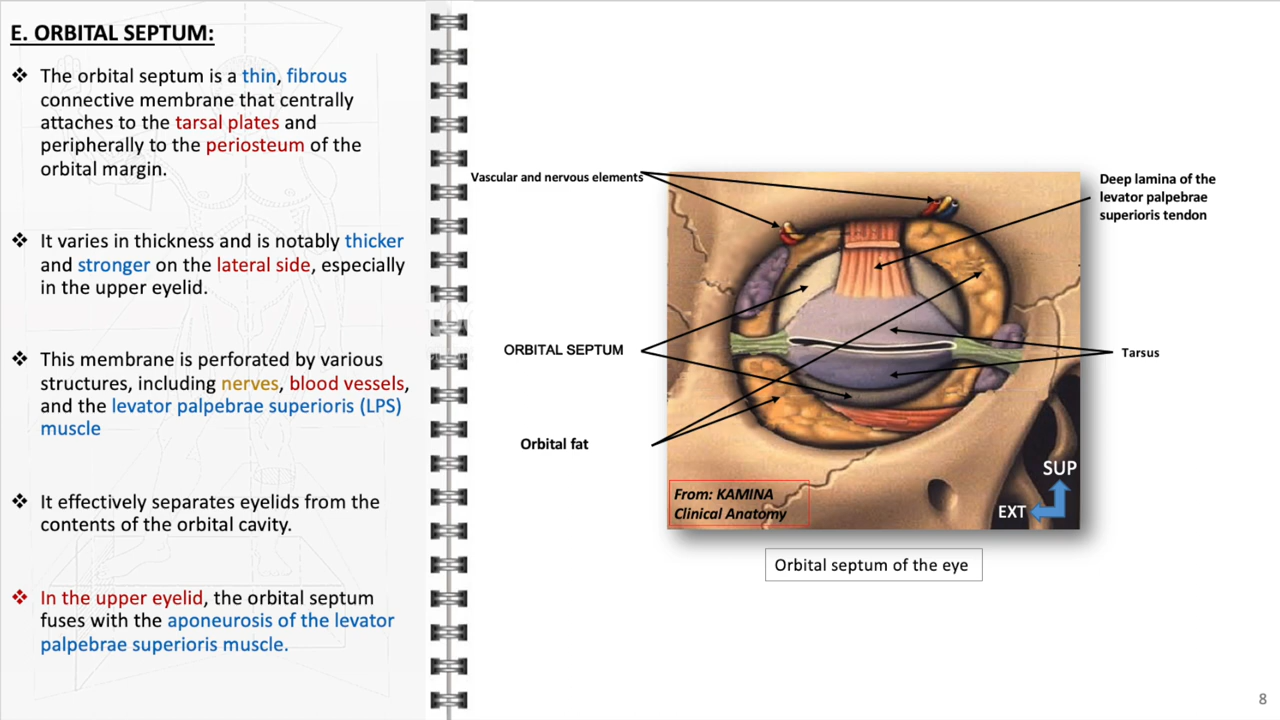 E. ORBITAL SEPTUM:
❖ The orbital septum is a thin, fibrous
connective membrane that centrally
attaches to the tarsal plates and
peripherally to the periosteum of the
orbital margin.
❖ It varies in thickness and is notably thicker
and stronger on the lateral side, especially
in the upper eyelid.
❖ This membrane is perforated by various
structures, including nerves, blood vessels,
and the levator palpebrae superioris (LPS)
muscle
❖ It effectively separates eyelids from the
contents of the orbital cavity.
❖ In the upper eyelid, the orbital septum
fuses with the aponeurosis of the levator
palpebrae superioris muscle.
Vascular and nervous elements
Deep lamina of the
levator palpebrae
superioris tendon
ORBITAL SEPTUM
Tarsus
Orbital fat
SUP
EXT
From: KAMINA
Clinical Anatomy
Orbital septum of the eye
8